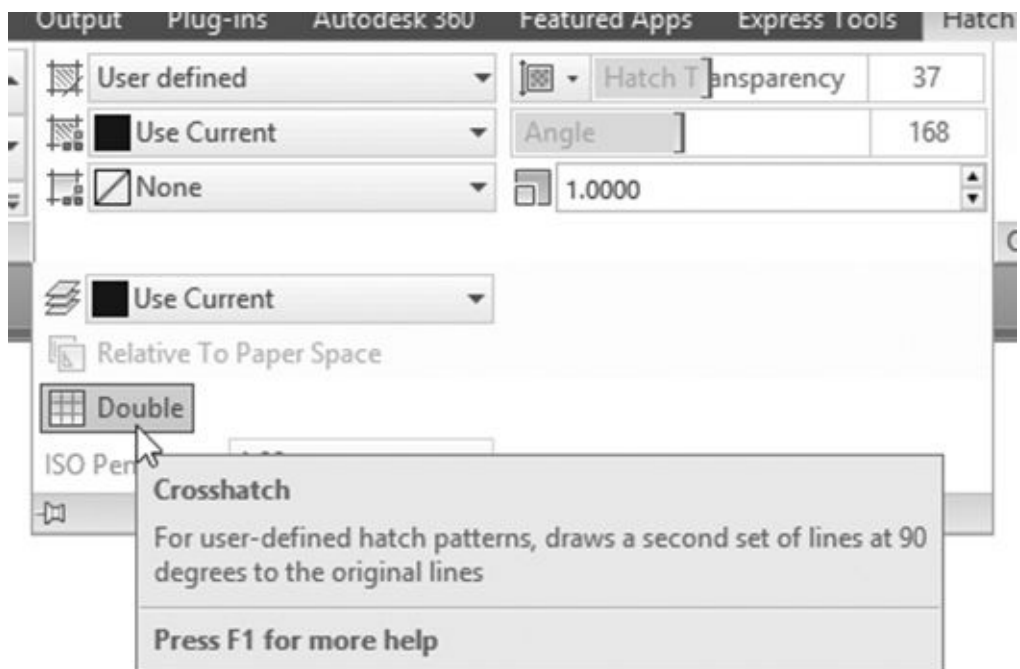 Output Plug-ins Autodesk 360 Featured Apps Express Tools Hatch
User defined Hatch Transparency 37
Use Current Angle 168
None 1.0000
Use Current
Relative To Paper Space
Double
ISO Pen
Crosshatch
For user-defined hatch patterns, draws a second set of lines at 90
degrees to the original lines
Press F1 for more help